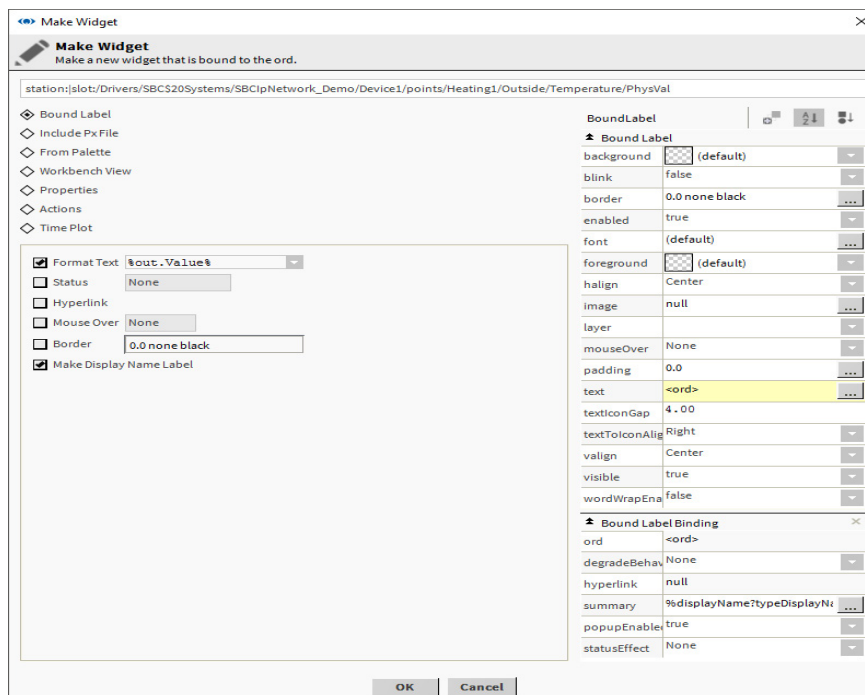 Make Widget
Make Widget
Make a new widget that is bound to the ord.
station:|slot:/Drivers/SBC$20Systems/SBCIpNetwork_Demo/Device1/points/Heating1/Outside/Temperature/PhysVal
Bound Label
Include Px File
From Palette
Workbench View
Properties
Actions
Time Plot
Format Text %out.Value%
Status None
Hyperlink
Mouse Over None
Border 0.0 none black
Make Display Name Label
BoundLabel
Bound Label
background (default)
blink false
border 0.0 none black ...
enabled true
font (default) ...
foreground (default)
halign Center
image null ...
layer
mouseOver None
padding 0.0 ...
text <ord> ...
textIconGap 4.00
textToIconAlig Right
valign Center
visible true
wordWrapEna false
Bound Label Binding
ord <ord>
degradeBehav None
hyperlink null
summary %displayName?typeDisplayNa ...
popupEnabled true
statusEffect None
OK Cancel